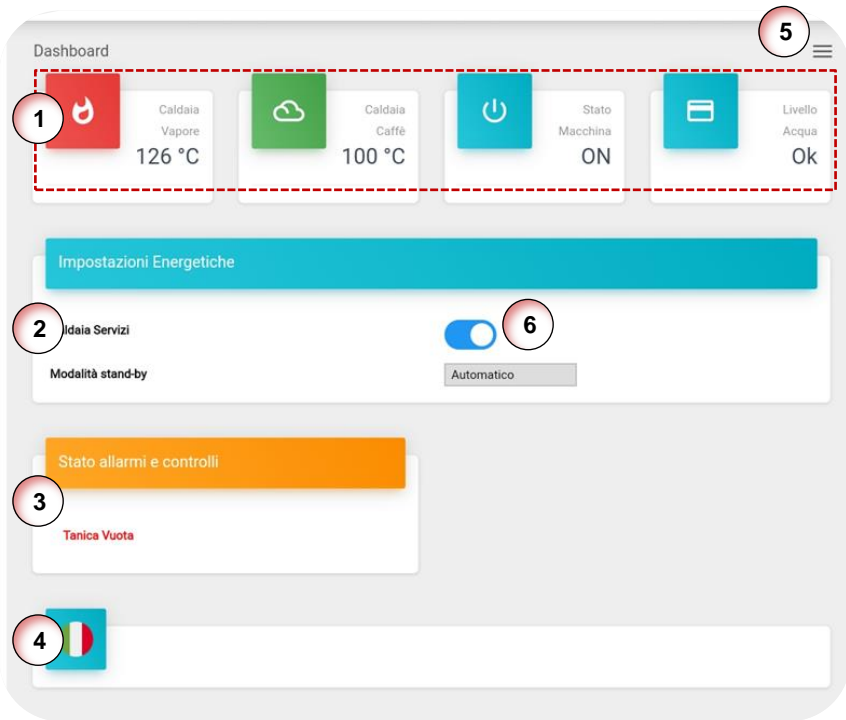 5
Dashboard
1
Caldaia
Vapore
126 °C
Caldaia
Caffè
100 °C
Stato
Macchina
ON
Livello
Acqua
Ok
Impostazioni Energetiche
2
ldaia Servizi
6
Modalità stand-by
Automatico
Stato allarmi e controlli
3
Tanica Vuota
4